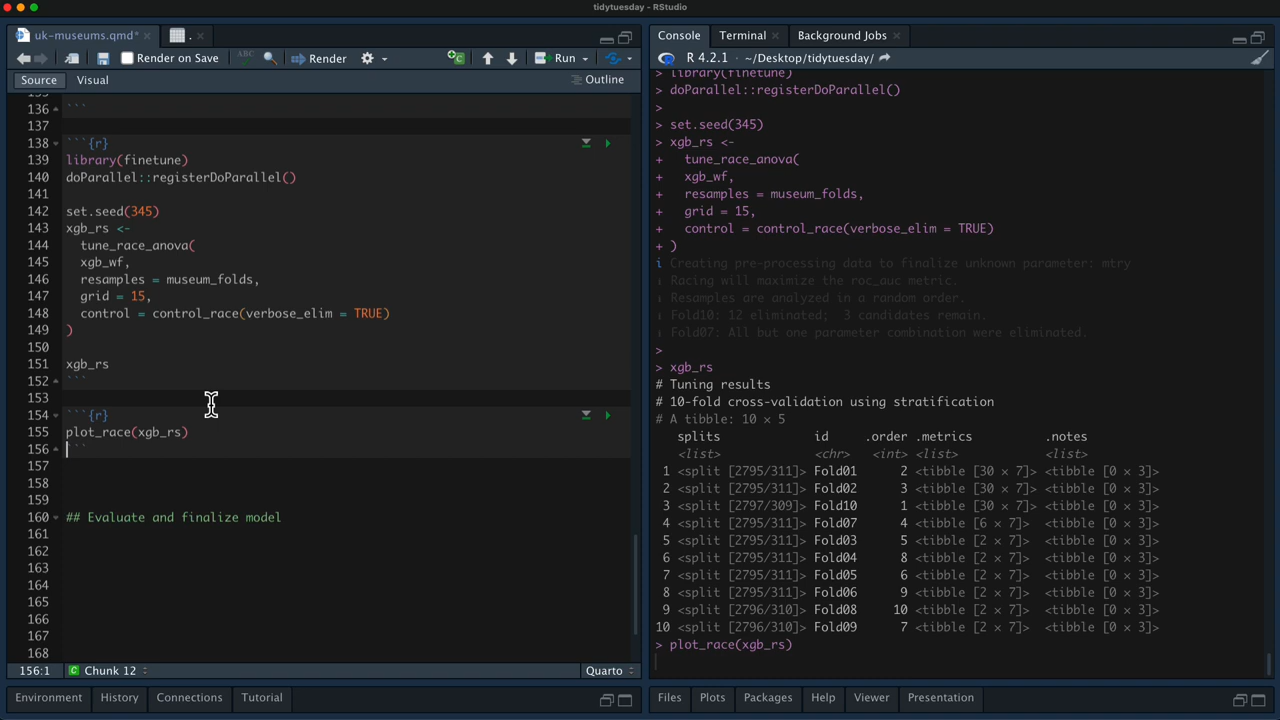 tidytuesday - RStudio
uk-museums.qmd* ×
. ×
Console Terminal × Background Jobs ×
Render on Save ABC Render Run
R 4.2.1 · ~/Desktop/tidytuesday/
Source Visual Outline
136 ```
137
138 ```{r}
139 library(finetune)
140 doParallel::registerDoParallel()
141
142 set.seed(345)
143 xgb_rs <-
144 tune_race_anova(
145 xgb_wf,
146 resamples = museum_folds,
147 grid = 15,
148 control = control_race(verbose_elim = TRUE)
149 )
150
151 xgb_rs
152 ```
153
154 ```{r}
155 plot_race(xgb_rs)
156 ```
157
158
159
160 ## Evaluate and finalize model
161
162
163
164
165
166
167
168
156:1 Chunk 12 Quarto
> library(finetune)
> doParallel::registerDoParallel()
>
> set.seed(345)
> xgb_rs <-
+ tune_race_anova(
+ xgb_wf,
+ resamples = museum_folds,
+ grid = 15,
+ control = control_race(verbose_elim = TRUE)
+ )
i Creating pre-processing data to finalize unknown parameter: mtry
ℹ Racing will maximize the roc_auc metric.
ℹ Resamples are analyzed in a random order.
ℹ Fold10: 12 eliminated; 3 candidates remain.
ℹ Fold07: All but one parameter combination were eliminated.
>
> xgb_rs
# Tuning results
# 10-fold cross-validation using stratification
# A tibble: 10 × 5
splits id .order .metrics .notes
<list> <chr> <int> <list> <list>
1 <split [2795/311]> Fold01 2 <tibble [30 × 7]> <tibble [0 × 3]>
2 <split [2795/311]> Fold02 3 <tibble [30 × 7]> <tibble [0 × 3]>
3 <split [2797/309]> Fold10 1 <tibble [30 × 7]> <tibble [0 × 3]>
4 <split [2795/311]> Fold07 4 <tibble [6 × 7]> <tibble [0 × 3]>
5 <split [2795/311]> Fold03 5 <tibble [2 × 7]> <tibble [0 × 3]>
6 <split [2795/311]> Fold04 8 <tibble [2 × 7]> <tibble [0 × 3]>
7 <split [2795/311]> Fold05 6 <tibble [2 × 7]> <tibble [0 × 3]>
8 <split [2795/311]> Fold06 9 <tibble [2 × 7]> <tibble [0 × 3]>
9 <split [2796/310]> Fold08 10 <tibble [2 × 7]> <tibble [0 × 3]>
10 <split [2796/310]> Fold09 7 <tibble [2 × 7]> <tibble [0 × 3]>
> plot_race(xgb_rs)
Environment History Connections Tutorial
Files Plots Packages Help Viewer Presentation